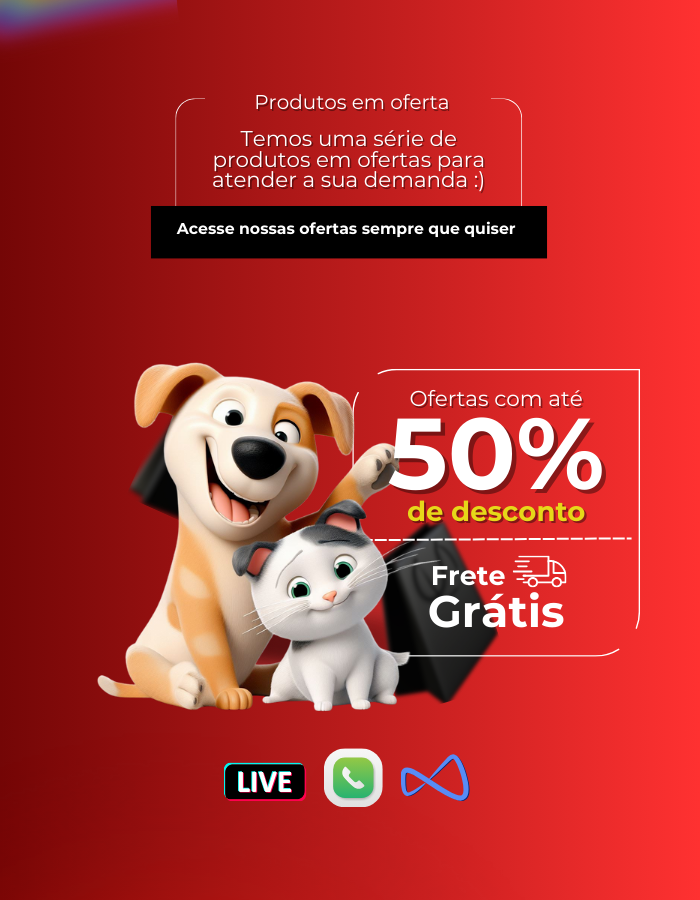 Produtos em oferta
Temos uma série de
produtos em ofertas para
atender a sua demanda :)
Acesse nossas ofertas sempre que quiser
Ofertas com até
50%
de desconto
Frete
Grátis
LIVE